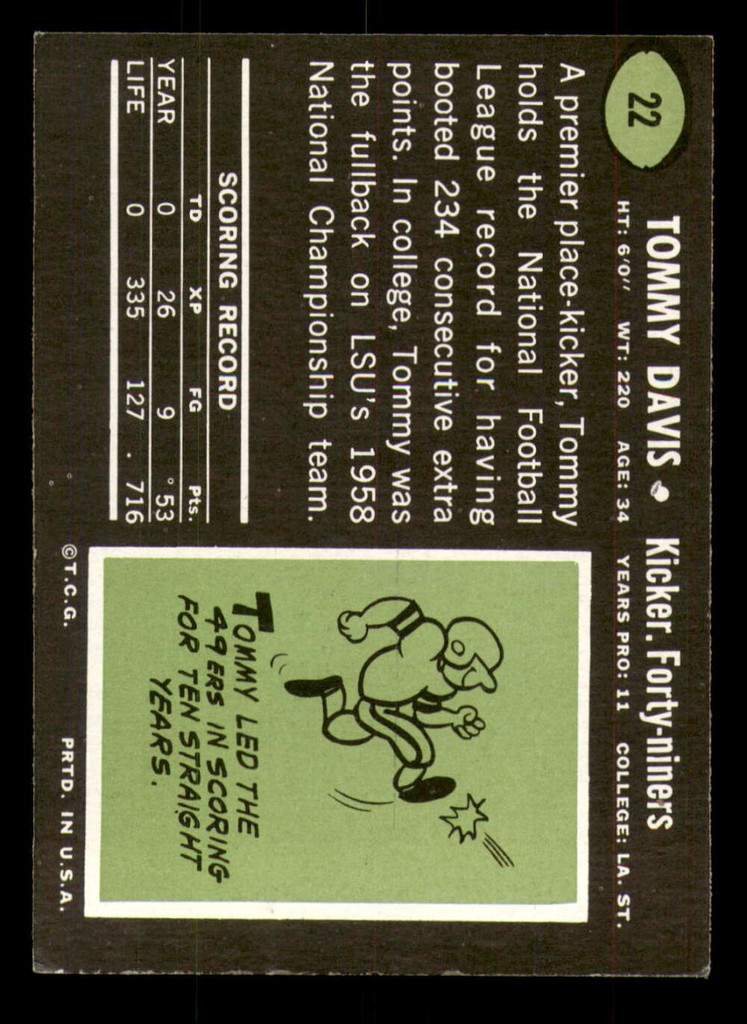 22
TOMMY DAVIS • Kicker. Forty-niners
HT: 6'0" WT: 220 AGE: 34 YEARS PRO: 11 COLLEGE: LA. ST.
A premier place-kicker, Tommy
holds the National Football
League record for having
booted 234 consecutive extra
points. In college, Tommy was
the fullback on LSU's 1958
National Championship team.
SCORING RECORD
TD XP FG Pts.
YEAR 0 26 9 53
LIFE 0 335 127 716
TOMMY LED THE
49ERS IN SCORING
FOR TEN STRAIGHT
YEARS.
©T.C.G. PRTD. IN U.S.A.